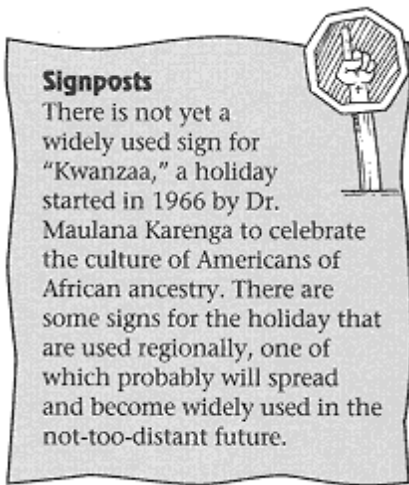 Signposts
There is not yet a
widely used sign for
“Kwanzaa,” a holiday
started in 1966 by Dr.
Maulana Karenga to celebrate
the culture of Americans of
African ancestry. There are
some signs for the holiday that
are used regionally, one of
which probably will spread
and become widely used in the
not-too-distant future.